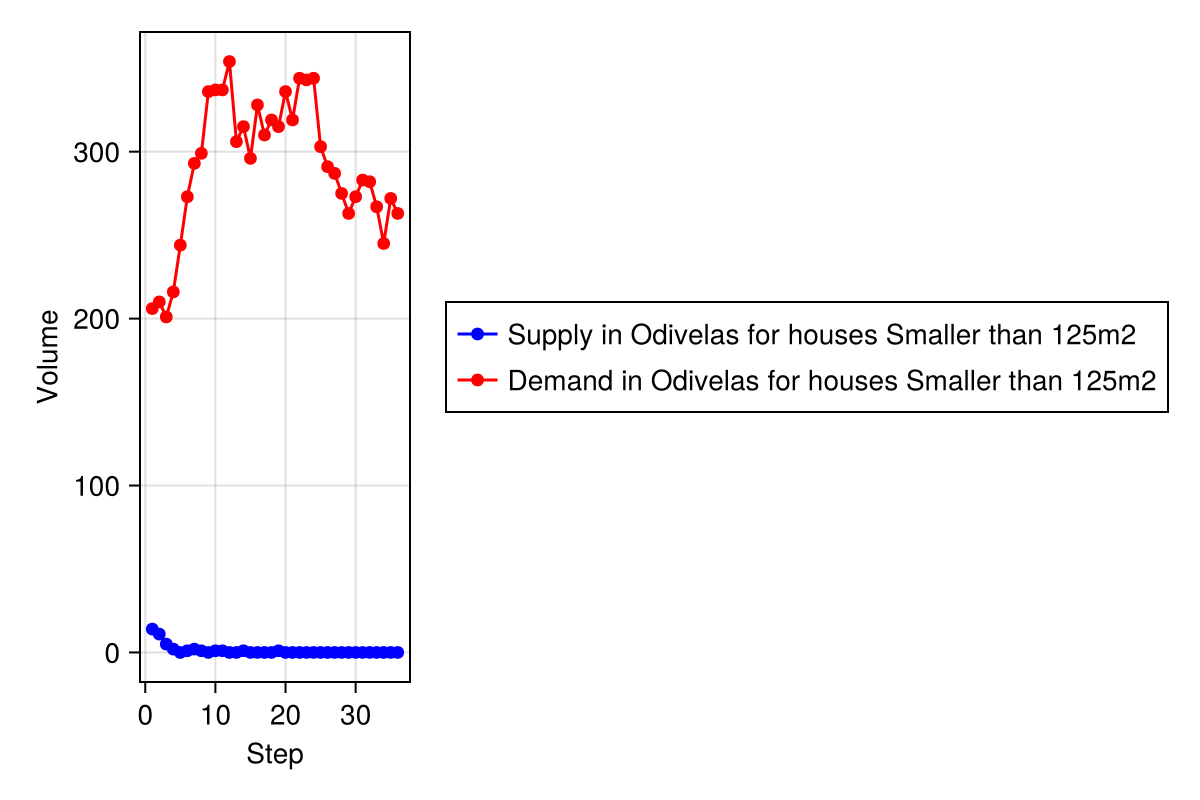 Volume
300
200
100
0
0 10 20 30
Step
Supply in Odivelas for houses Smaller than 125m2
Demand in Odivelas for houses Smaller than 125m2